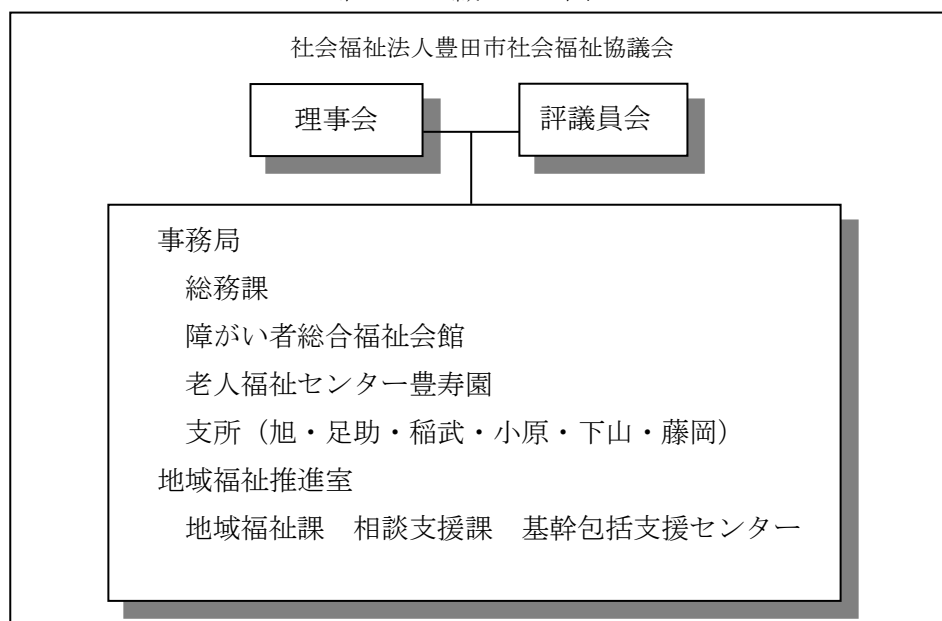 社会福祉法人豊田市社会福祉協議会
理事会
評議員会
事務局
総務課
障がい者総合福祉会館
老人福祉センター豊寿園
支所（旭・足助・稲武・小原・下山・藤岡）
地域福祉推進室
地域福祉課　相談支援課　基幹包括支援センター